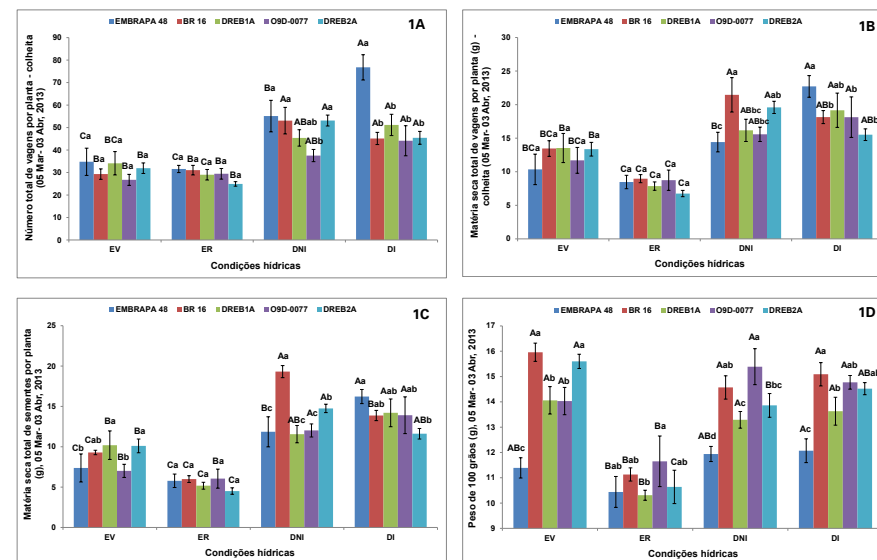 EMBRAPA 48 BR 16 DREB1A O9D-0077 DREB2A
1A
Número total de vagens por planta - colheita
(05 Mar- 03 Abr, 2013)
90
80
70
60
50
40
30
20
10
0
Ca Ba BCa Ba Ba
Ca Ba Ca Ba Ba
Ba Aa ABab ABb Aa
Aa Ab Ab Ab Ab
EV ER DNI DI
Condições hídricas
EMBRAPA 48 BR 16 DREB1A O9D-0077 DREB2A
1B
Matéria seca total de vagens por planta (g) -
colheita (05 Mar- 03 Abr, 2013)
30
25
20
15
10
5
0
BCa BCa Ba BCa Ba
Ca Ca Ca Ca Ca
Bc Aa ABbc ABbc Aab
Aa ABb Aab Ab ABb
EV ER DNI DI
Condições hídricas
EMBRAPA 48 BR 16 DREB1A O9D-0077 DREB2A
1C
Matéria seca total de sementes por planta
(g), 05 Mar- 03 Abr, 2013
25
20
15
10
5
0
Cb Cab Ba Bb Ba
Ca Ca Ca Ca Ca
Bc Aa ABc Ac Ab
Aa Bab Aab Aab ABb
EV ER DNI DI
Condições hídricas
EMBRAPA 48 BR 16 DREB1A O9D-0077 DREB2A
1D
Peso de 100 grãos (g), 05 Mar- 03 Abr, 2013
17
16
15
14
13
12
11
10
9
ABc Aa Ab Ab Aa
Bab Bab Bb Ba Cab
ABd Aab Ac Aa Bbc
Ac Aa Ab Aab ABab
EV ER DNI DI
Condições hídricas